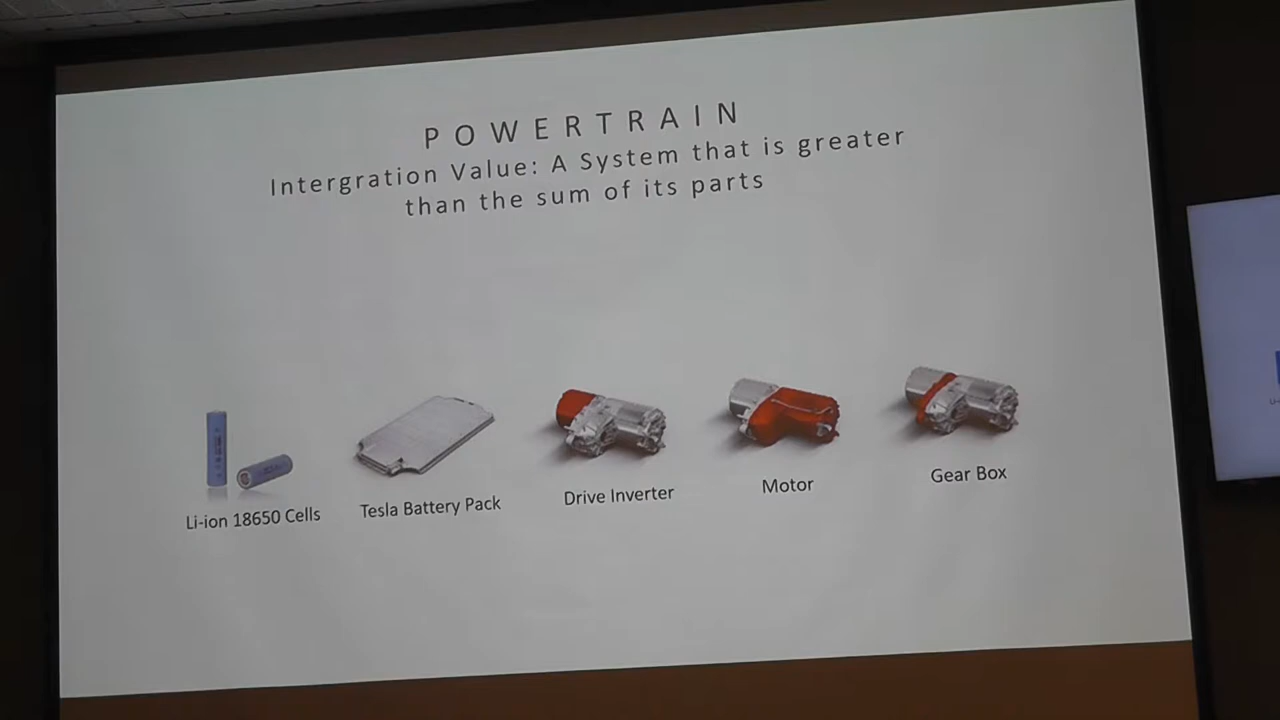 POWERTRAIN
Intergration Value: A System that is greater
than the sum of its parts
Li-ion 18650 Cells
Tesla Battery Pack
Drive Inverter
Motor
Gear Box